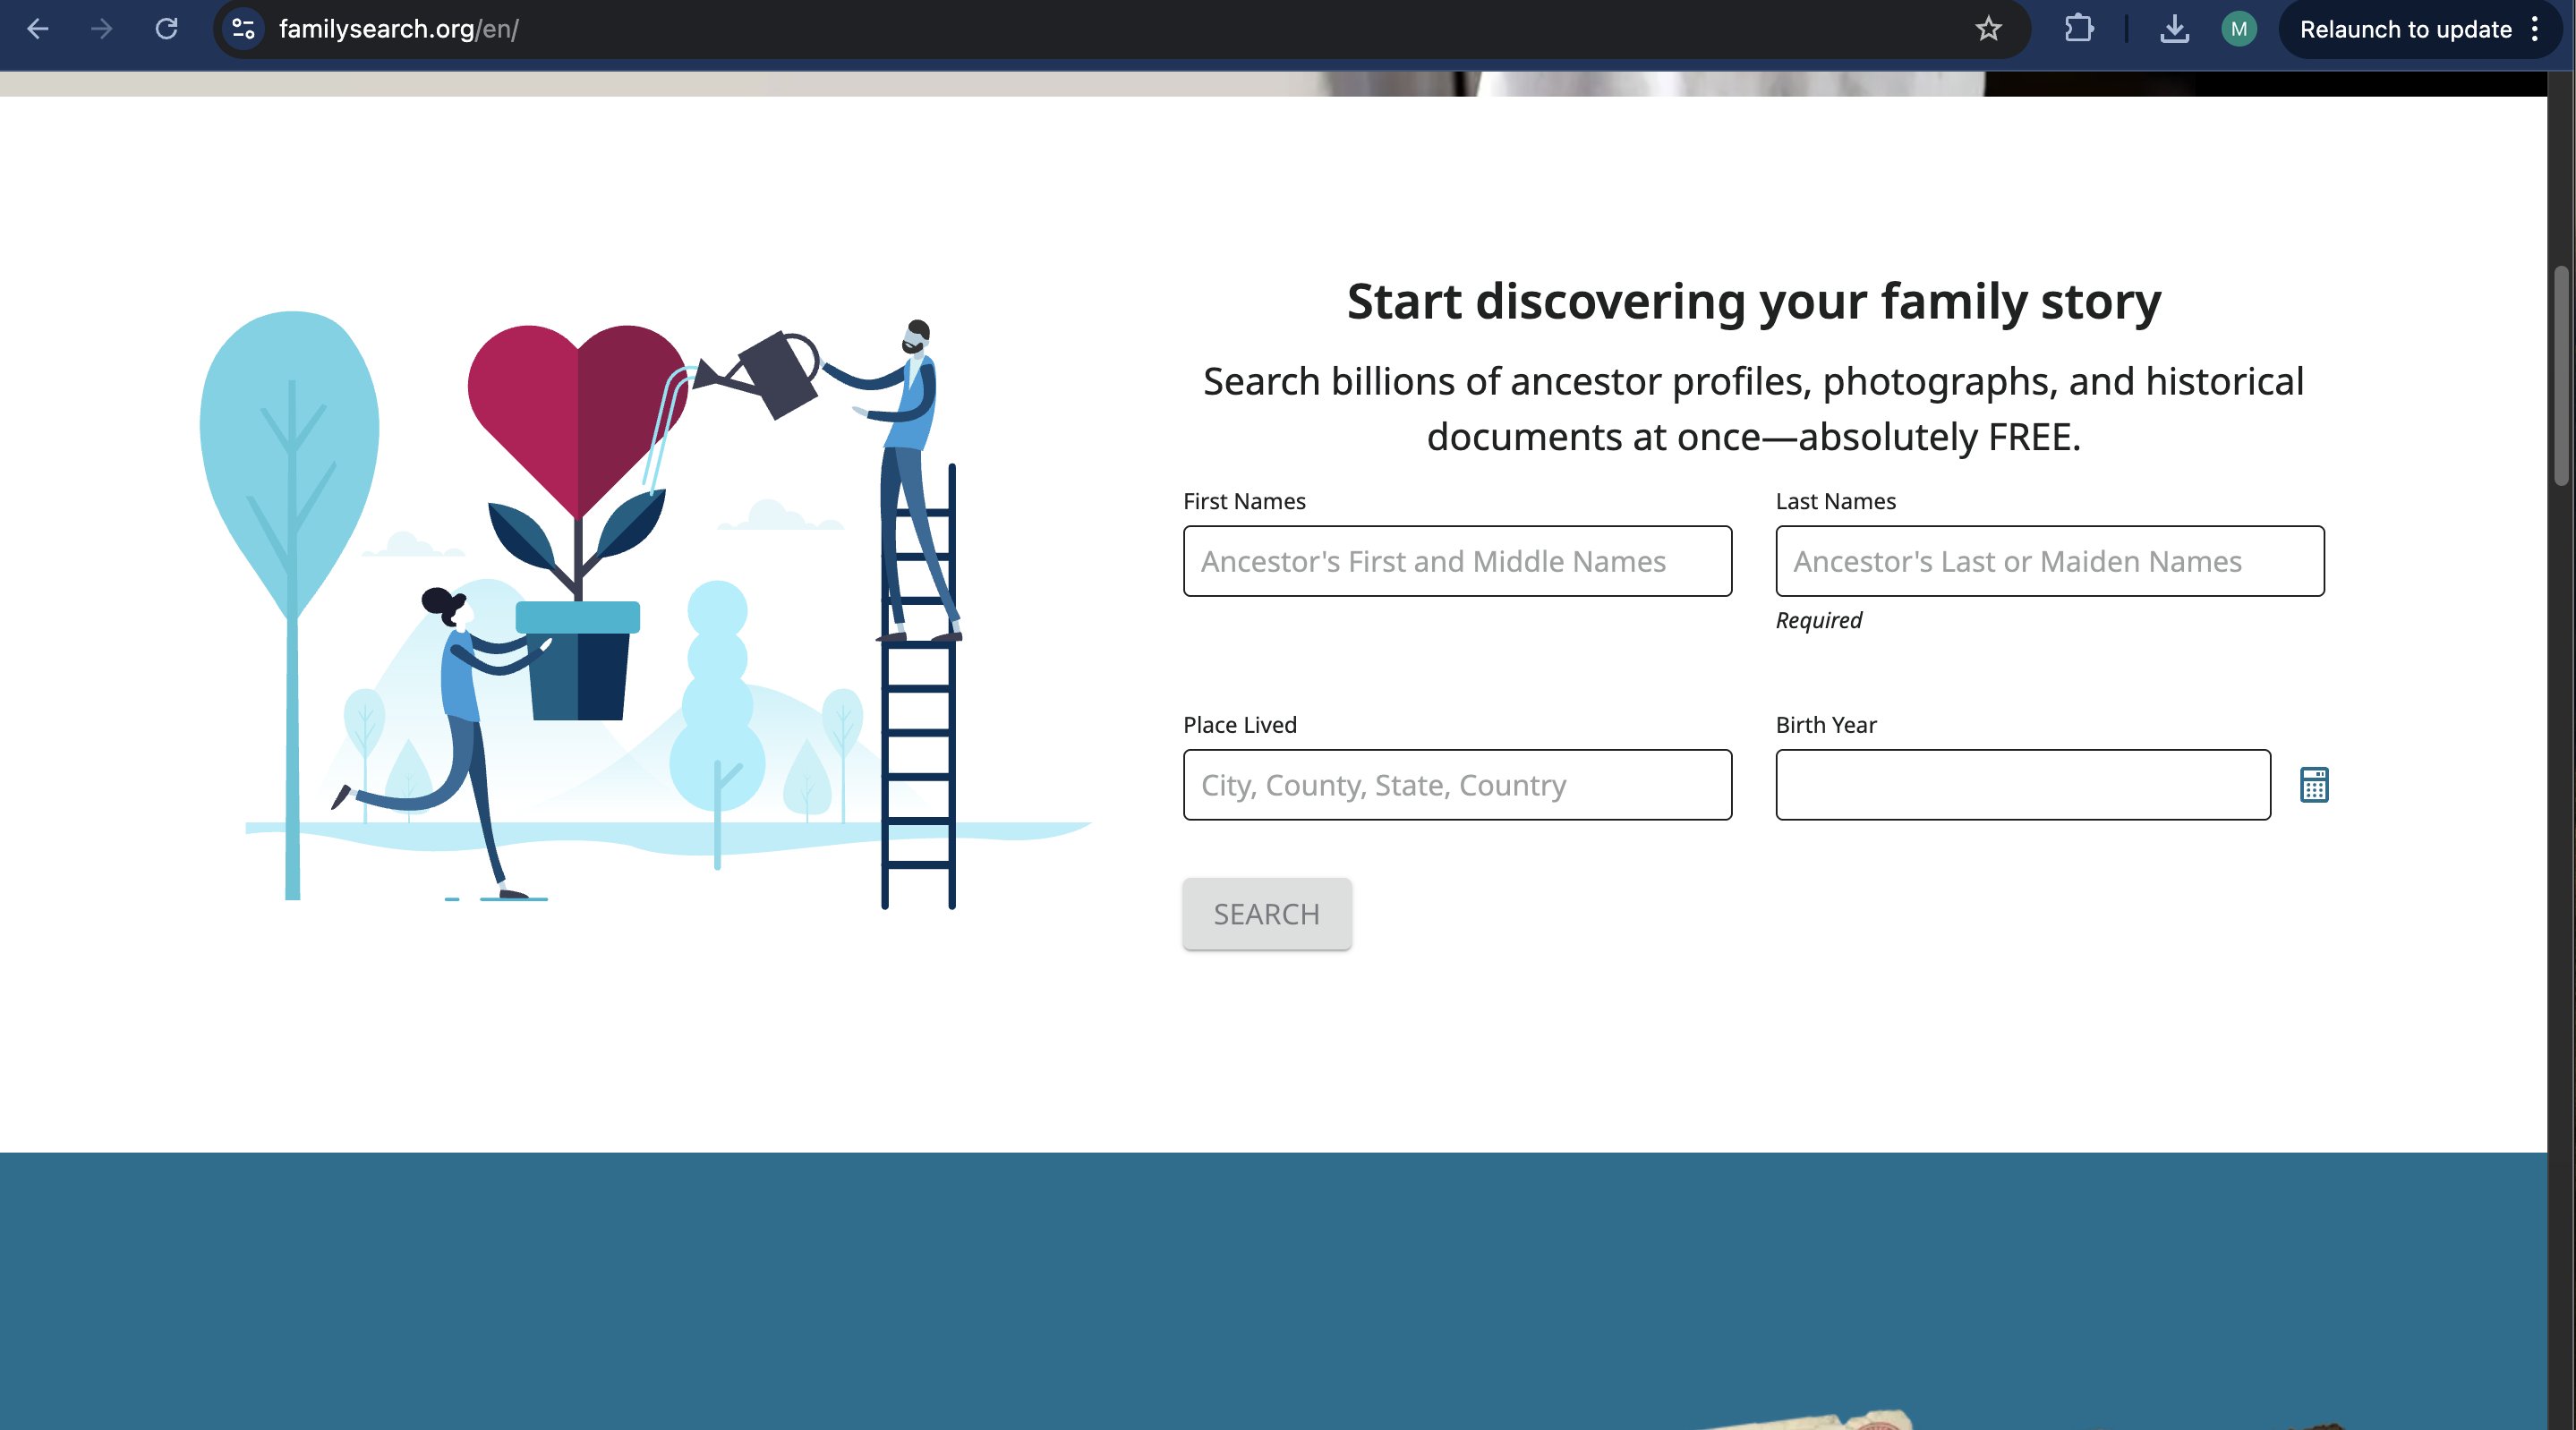 familysearch.org/en/
M
Relaunch to update
Start discovering your family story
Search billions of ancestor profiles, photographs, and historical
documents at once—absolutely FREE.
First Names
Last Names
Ancestor's First and Middle Names
Ancestor's Last or Maiden Names
Required
Place Lived
Birth Year
City, County, State, Country
SEARCH